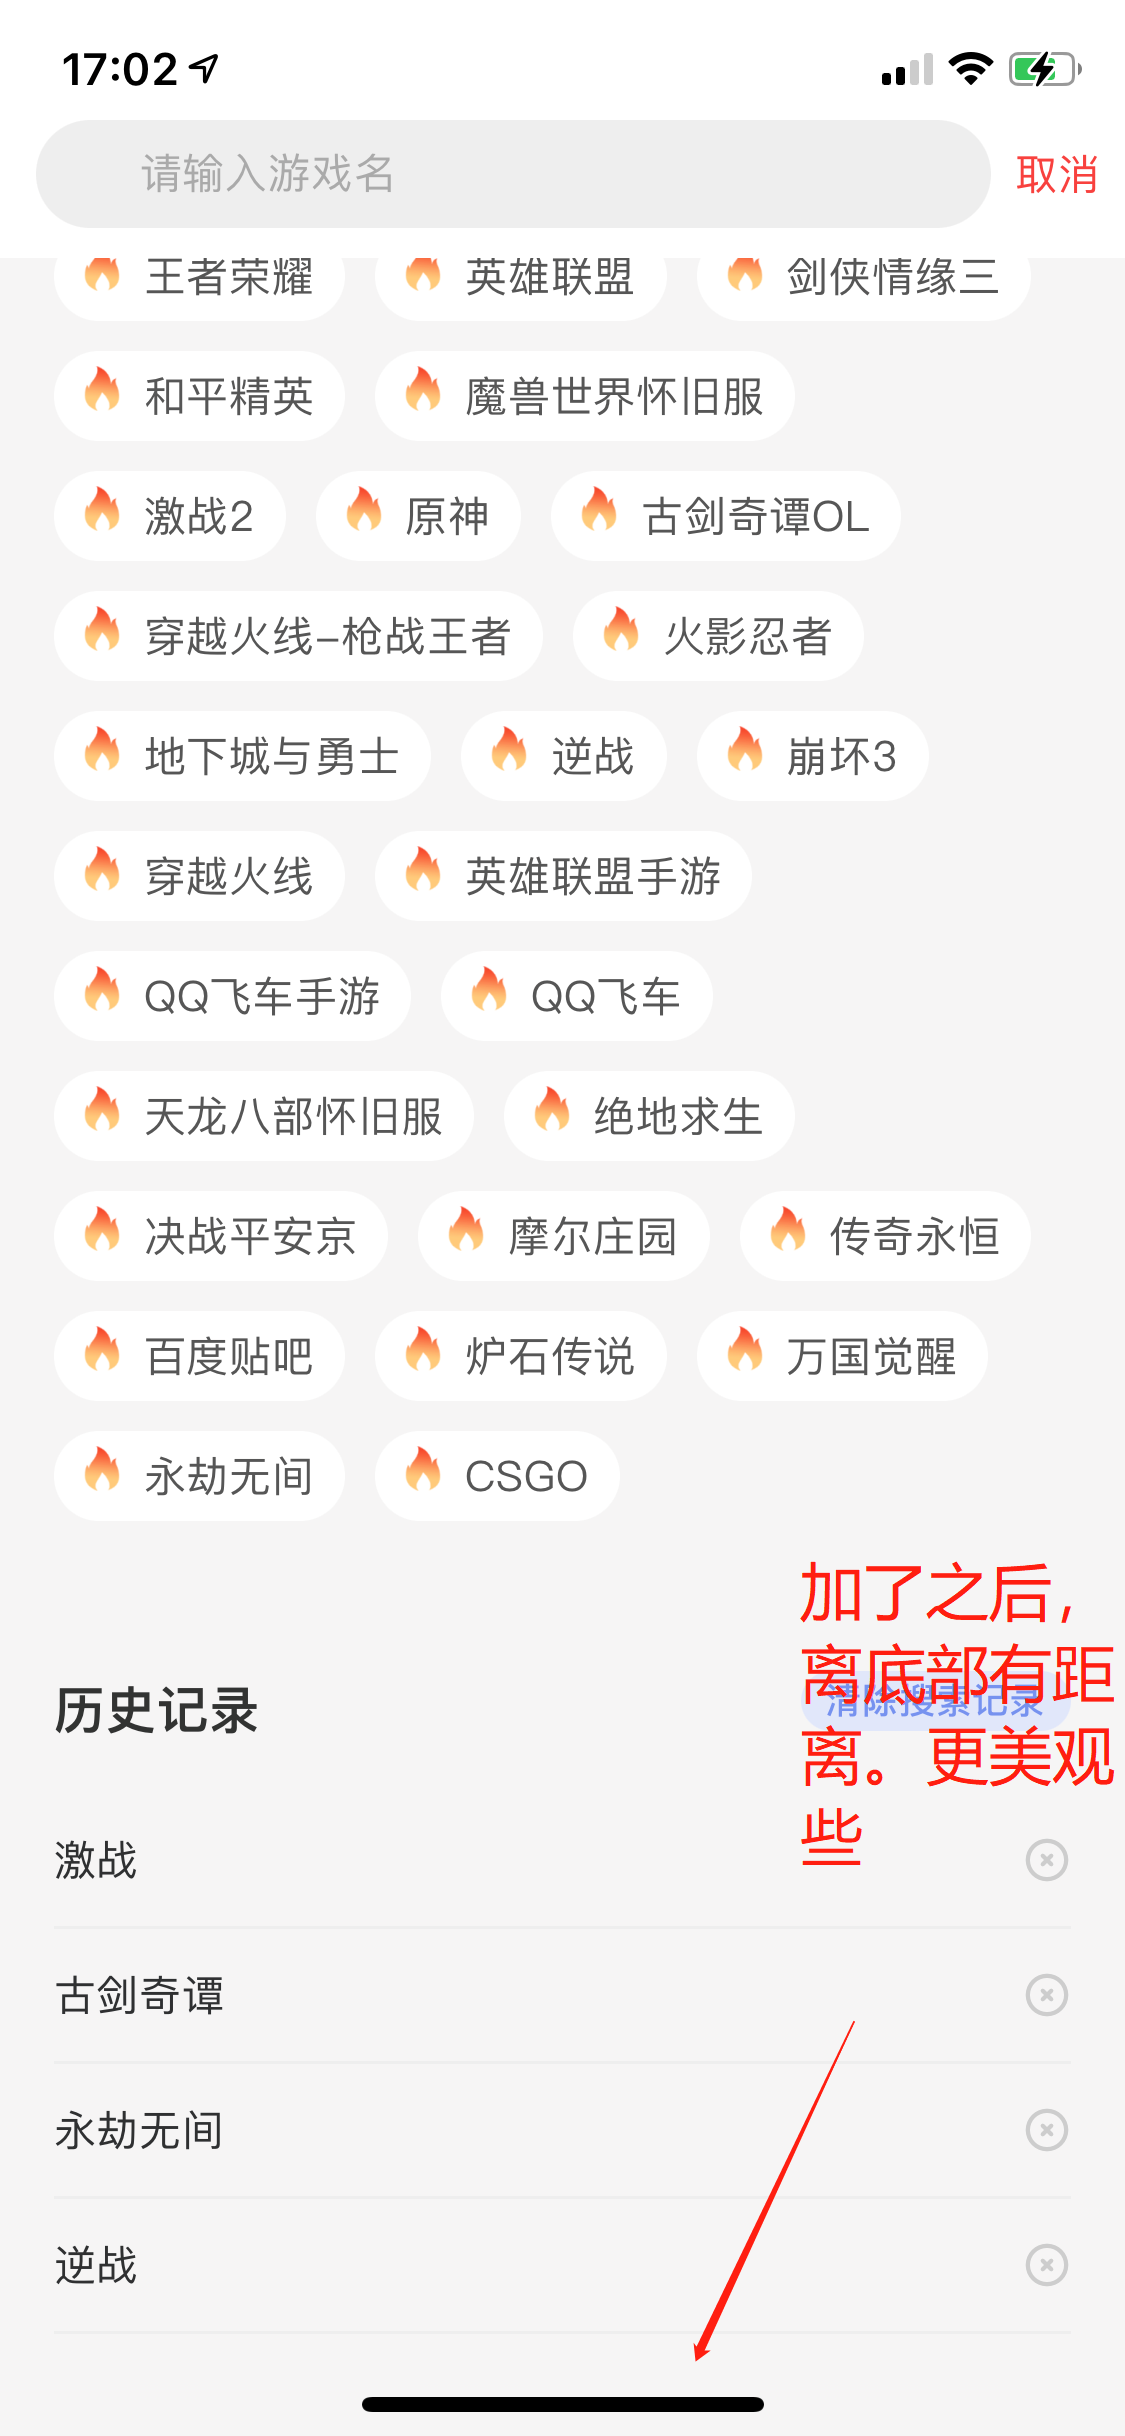 17:02
请输入游戏名 取消
王者荣耀 英雄联盟 剑侠情缘三
和平精英 魔兽世界怀旧服
激战2 原神 古剑奇谭OL
穿越火线-枪战王者 火影忍者
地下城与勇士 逆战 崩坏3
穿越火线 英雄联盟手游
QQ飞车手游 QQ飞车
天龙八部怀旧服 绝地求生
决战平安京 摩尔庄园 传奇永恒
百度贴吧 炉石传说 万国觉醒
永劫无间 CSGO
加了之后，
离底部有距
离。更美观
些
历史记录 清除搜索记录
激战
古剑奇谭
永劫无间
逆战